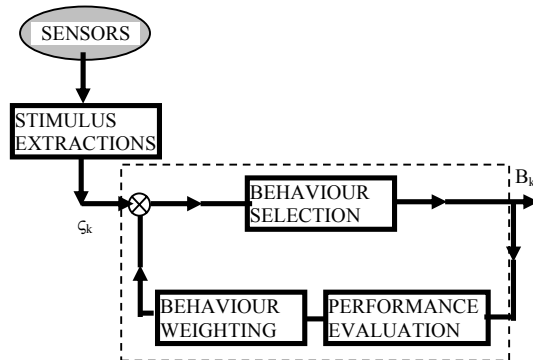 SENSORS
STIMULUS
EXTRACTIONS
ςk
BEHAVIOUR
SELECTION
Bk
BEHAVIOUR
WEIGHTING
PERFORMANCE
EVALUATION